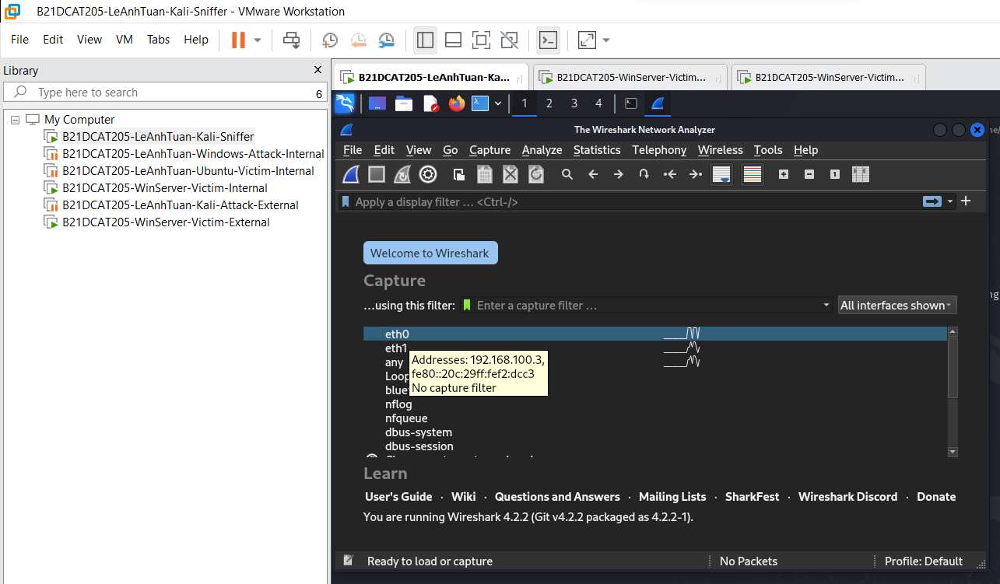 B21DCAT205-LeAnhTuan-Kali-Sniffer - VMware Workstation
File Edit View VM Tabs Help
Library
Type here to search 6
My Computer
B21DCAT205-LeAnhTuan-Kali-Sniffer
B21DCAT205-LeAnhTuan-Windows-Attack-Internal
B21DCAT205-LeAnhTuan-Ubuntu-Victim-Internal
B21DCAT205-WinServer-Victim-Internal
B21DCAT205-LeAnhTuan-Kali-Attack-External
B21DCAT205-WinServer-Victim-External
B21DCAT205-LeAnhTuan-Ka... B21DCAT205-WinServer-Victim... B21DCAT205-WinServer-Victim...
1 2 3 4
The Wireshark Network Analyzer
File Edit View Go Capture Analyze Statistics Telephony Wireless Tools Help
Apply a display filter ... <Ctrl-/>
Welcome to Wireshark
Capture
...using this filter: Enter a capture filter ... All interfaces shown
eth0
eth1
any
Loop
Addresses: 192.168.100.3,
fe80::20c:29ff:fef2:dcc3
No capture filter
nflog
nfqueue
dbus-system
dbus-session
Learn
User's Guide · Wiki · Questions and Answers · Mailing Lists · SharkFest · Wireshark Discord · Donate
You are running Wireshark 4.2.2 (Git v4.2.2 packaged as 4.2.2-1).
Ready to load or capture No Packets Profile: Default